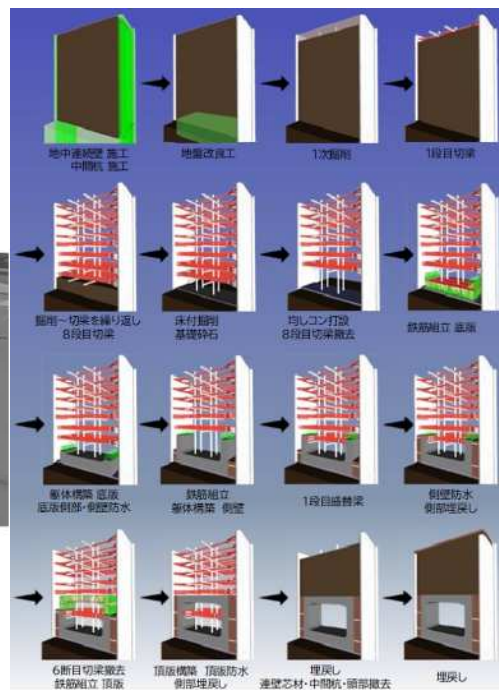 地中連続壁 施工
中間杭 施工
地盤改良工
1次掘削
1段目切梁
掘削～切梁を繰り返し
8段目切梁
床付掘削
基礎砕石
均しコン打設
8段目切梁撤去
鉄筋組立 底版
躯体構築 底版
底版側部・側壁防水
鉄筋組立
躯体構築 側壁
1段目盛替梁
側壁防水
側部埋戻し
6断目切梁撤去
鉄筋組立 頂版
頂版構築 頂版防水
側部埋戻し
埋戻し
連壁芯材・中間杭・頭部撤去
埋戻し